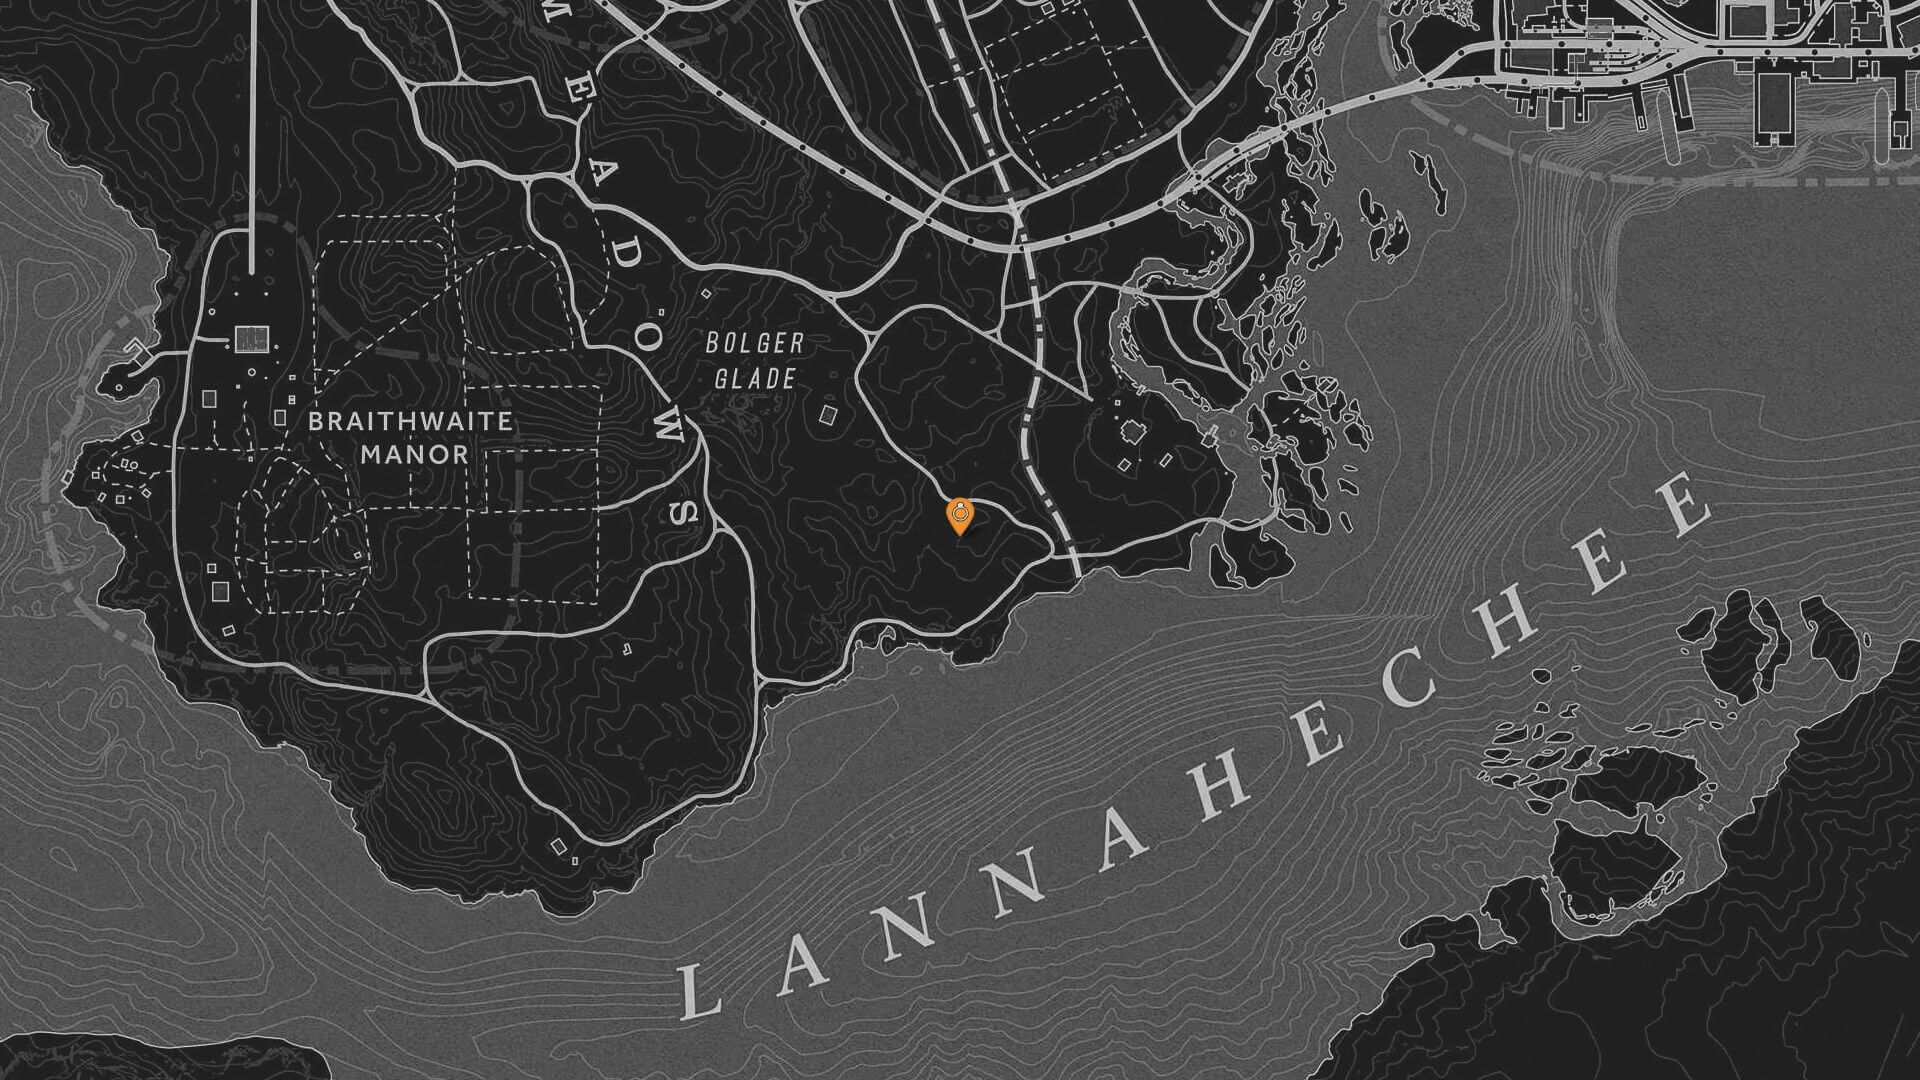 M E A D O W S
BOLGER
GLADE
BRAITHWAITE
MANOR
LANNAHECHEE